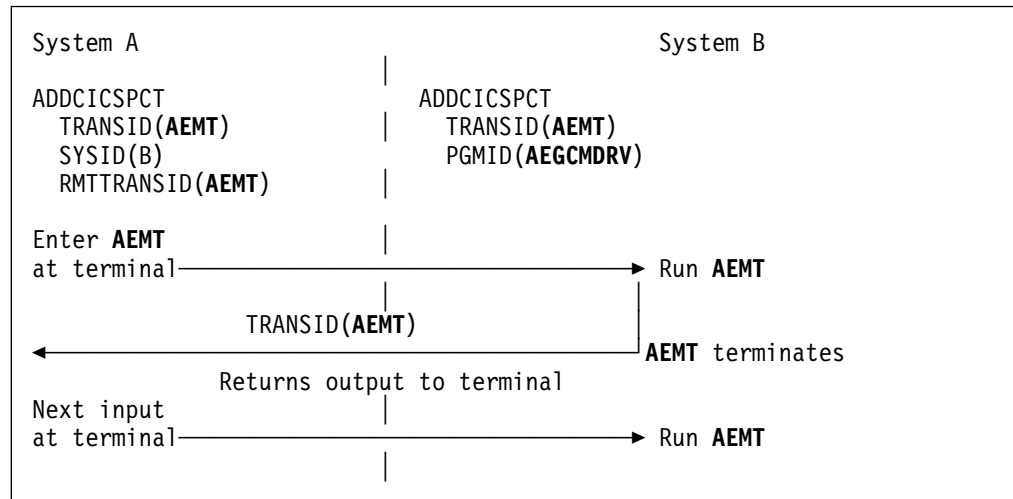 System A System B
ADDCICSPCT ADDCICSPCT
TRANSID(AEMT) TRANSID(AEMT)
SYSID(B) PGMID(AEGCMDRV)
RMTTRANSID(AEMT)
Enter AEMT
at terminal Run AEMT
TRANSID(AEMT)
AEMT terminates
Returns output to terminal
Next input
at terminal Run AEMT